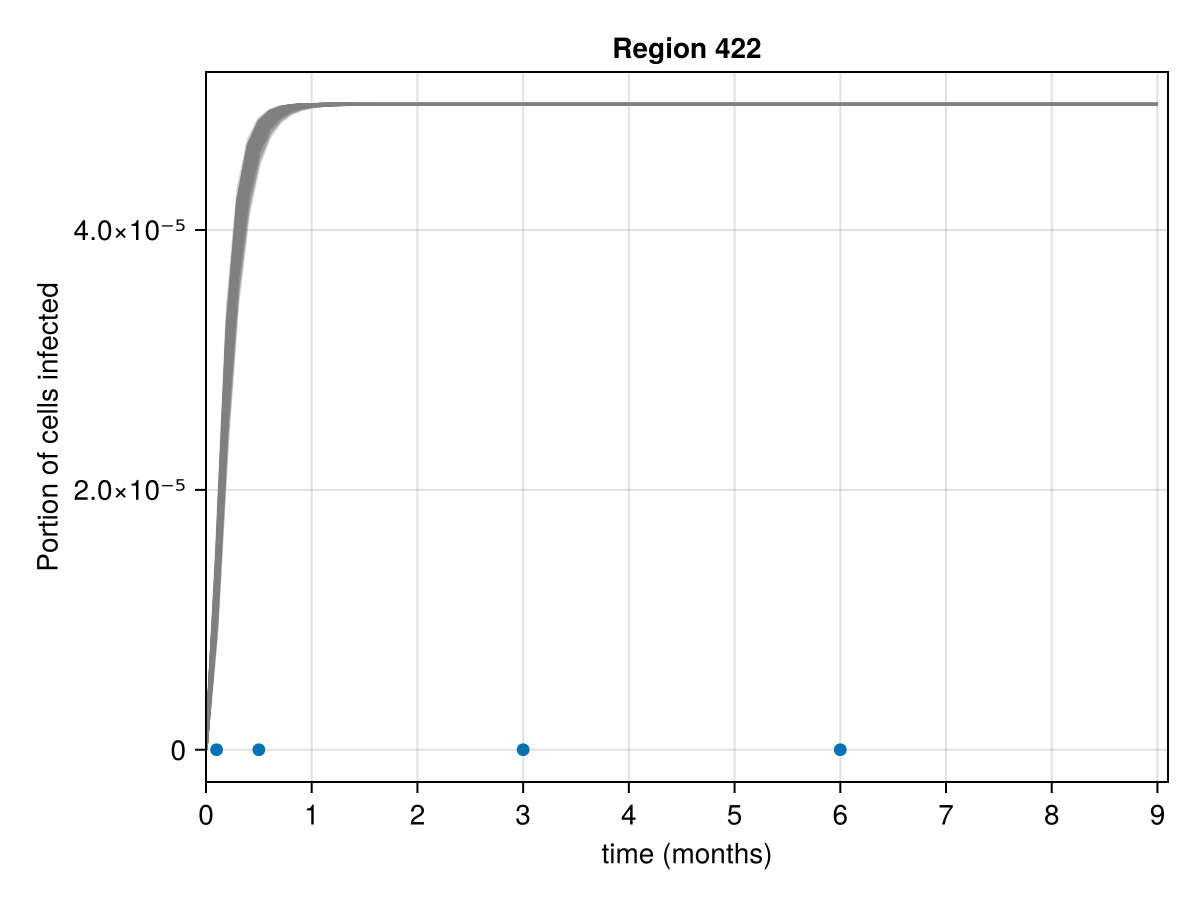 Region 422
Portion of cells infected
4.0×10⁻⁵
2.0×10⁻⁵
0
0 1 2 3 4 5 6 7 8 9
time (months)